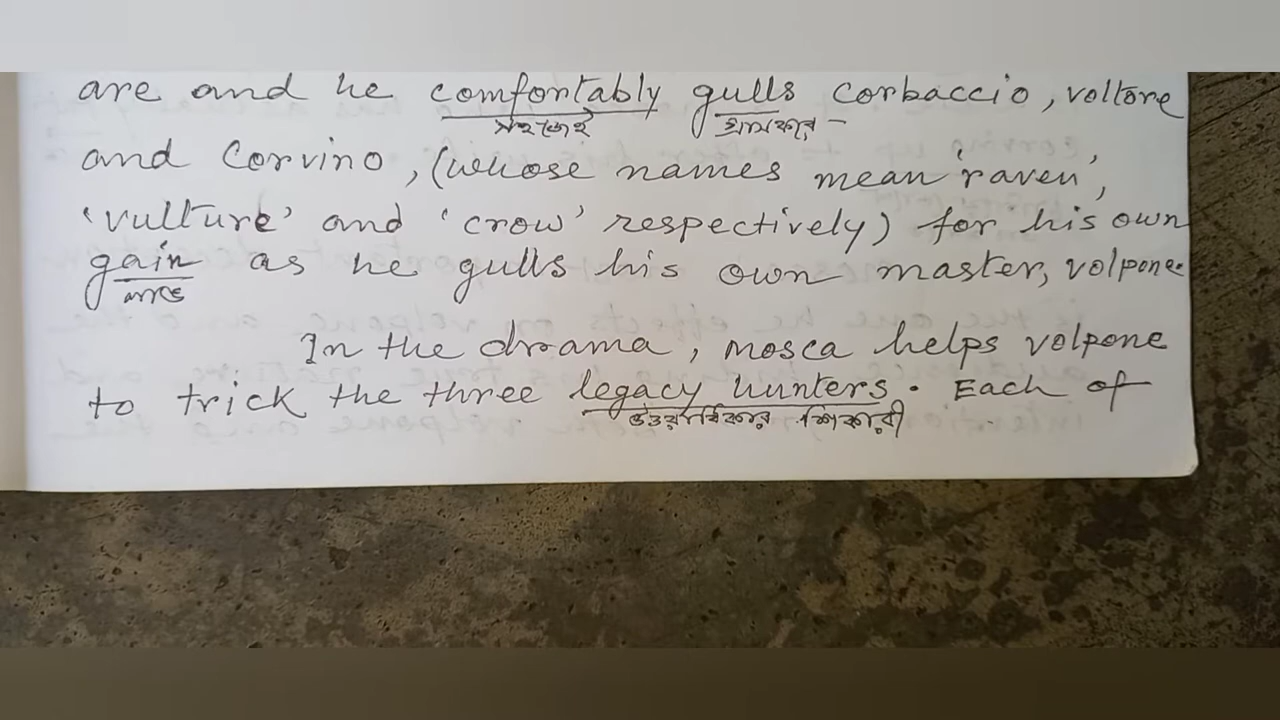 are and he comfortably gulls corbaccio, voltore
সহজেই
and Corvino, (whose names mean 'raven',
'vulture' and 'crow' respectively) for his own
gain as he gulls his own master, volpone.
লাভ
In the drama, mosca helps volpone
to trick the three legacy hunters. Each of
উত্তরাধিকার শিকারী